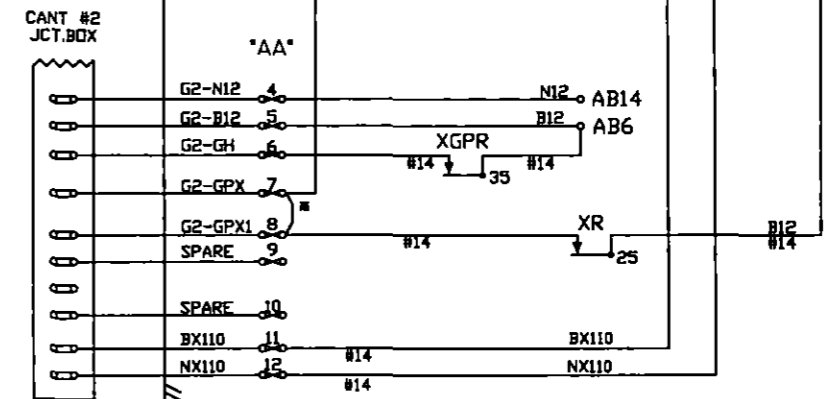 CANT #2
JCT.BOX
"AA"
G2-N12 4 N12 AB14
G2-B12 5 B12 AB6
G2-GH 6 XGPR
#14 35 #14
G2-GPX 7
*
G2-GPX1 8 #14 XR B12
#14
25
SPARE 9
SPARE 10
BX110 11 #14 BX110
NX110 12 #14 NX110